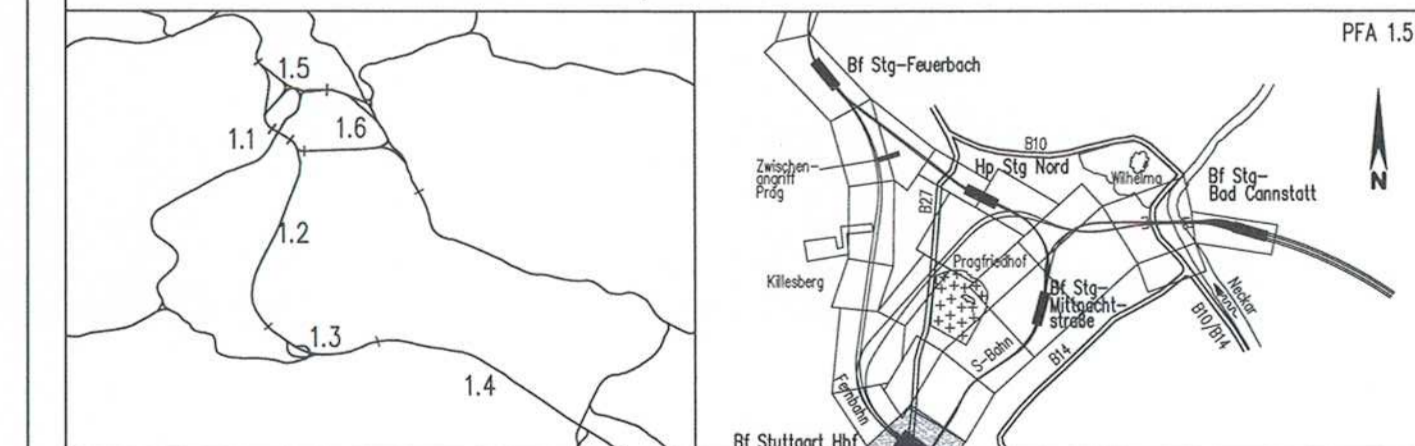 1.5
1.1
1.6
1.2
1.3
1.4
PFA 1.5
Bf Stg-Feuerbach
N
B10
Zwischen-
angriff
Prag
Hp Stg Nord
Wilhelma
Bf Stg-
Bad Cannstatt
B27
Pragfriedhof
Killesberg
Bf Stg-
Mittnacht-
straße
Neckar
B10/B14
S-Bahn
B14
Fernbahn
Bf Stuttgart Hbf